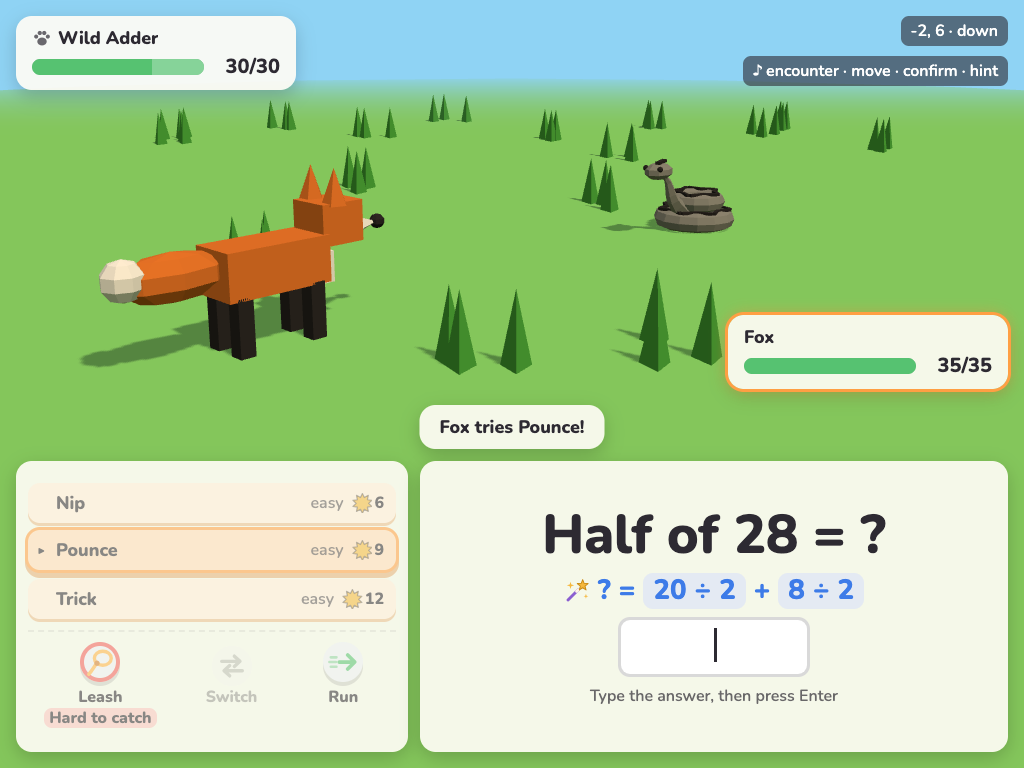 Wild Adder
30/30
-2, 6 · down
♪ encounter · move · confirm · hint
Fox
35/35
Fox tries Pounce!
Nip easy 6
▸ Pounce easy 9
Trick easy 12
Leash Switch Run
Hard to catch
Half of 28 = ?
? = 20 ÷ 2 + 8 ÷ 2
Type the answer, then press Enter